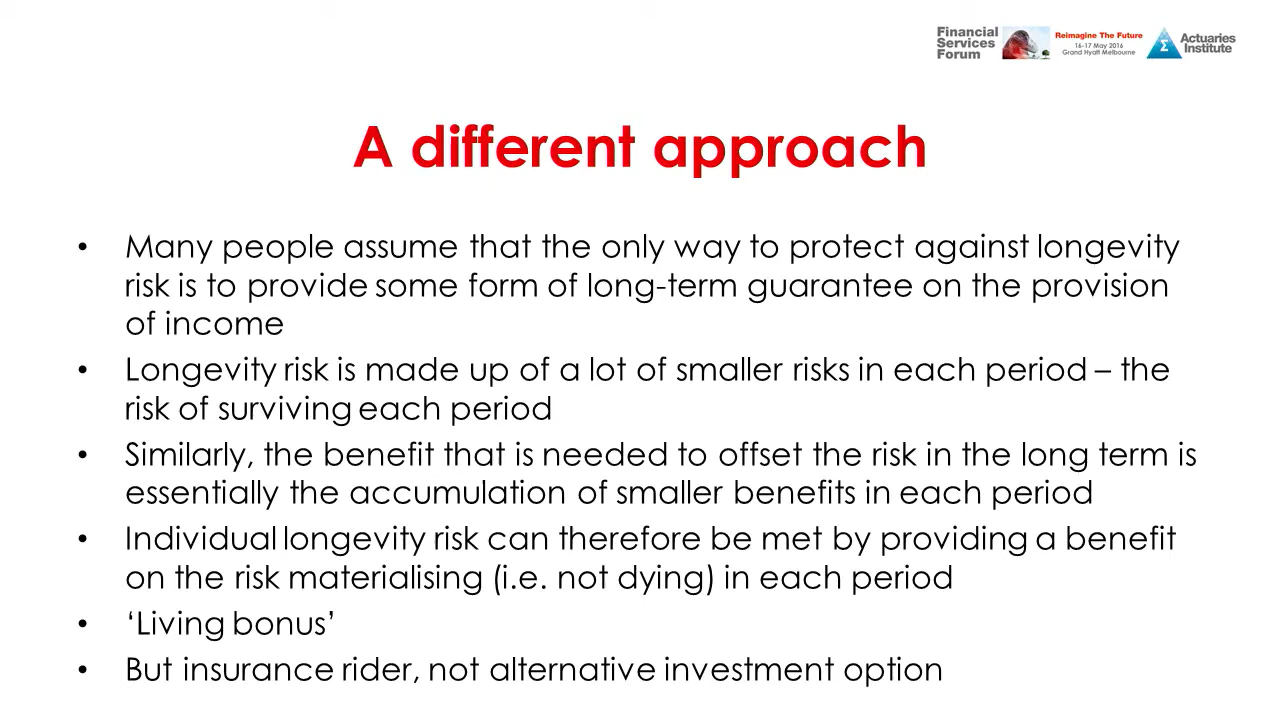 Financial
Services
Forum
Reimagine The Future
16-17 May 2016
Grand Hyatt Melbourne
Σ
Actuaries
Institute
A different approach
• Many people assume that the only way to protect against longevity
risk is to provide some form of long-term guarantee on the provision
of income
• Longevity risk is made up of a lot of smaller risks in each period – the
risk of surviving each period
• Similarly, the benefit that is needed to offset the risk in the long term is
essentially the accumulation of smaller benefits in each period
• Individual longevity risk can therefore be met by providing a benefit
on the risk materialising (i.e. not dying) in each period
• ‘Living bonus’
• But insurance rider, not alternative investment option